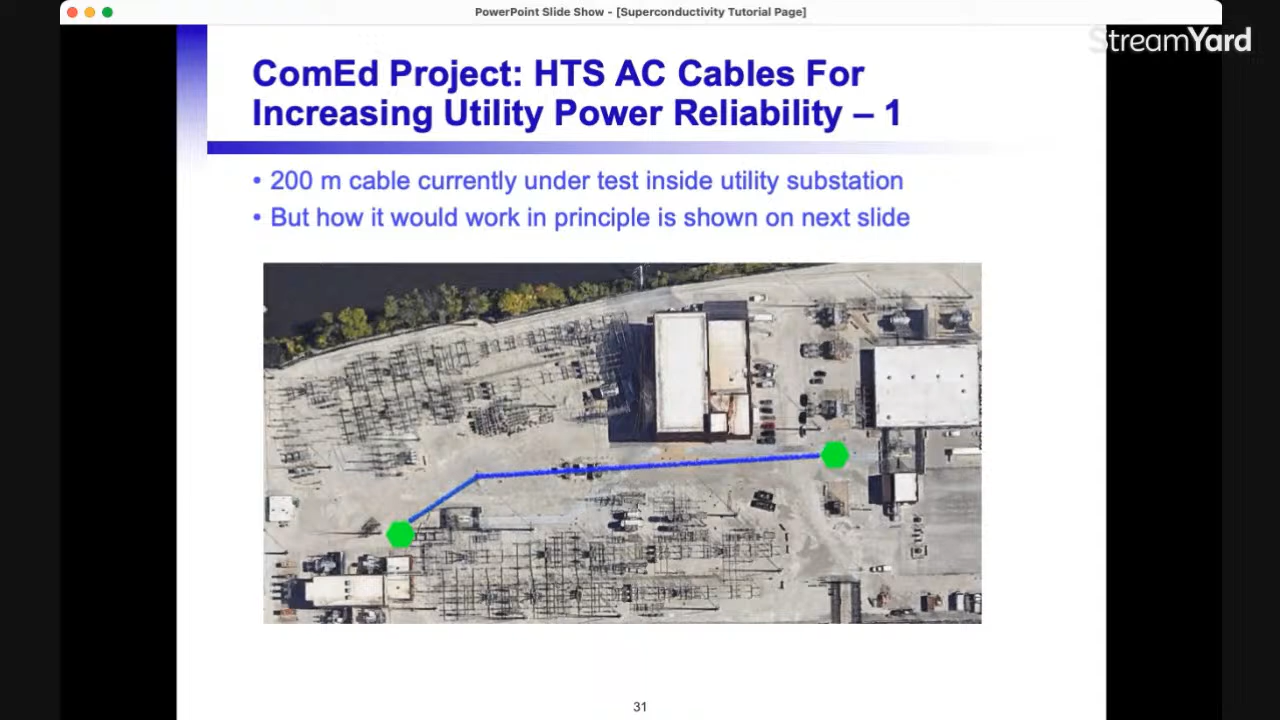 PowerPoint Slide Show - [Superconductivity Tutorial Page]
StreamYard
ComEd Project: HTS AC Cables For
Increasing Utility Power Reliability – 1
• 200 m cable currently under test inside utility substation
• But how it would work in principle is shown on next slide
31